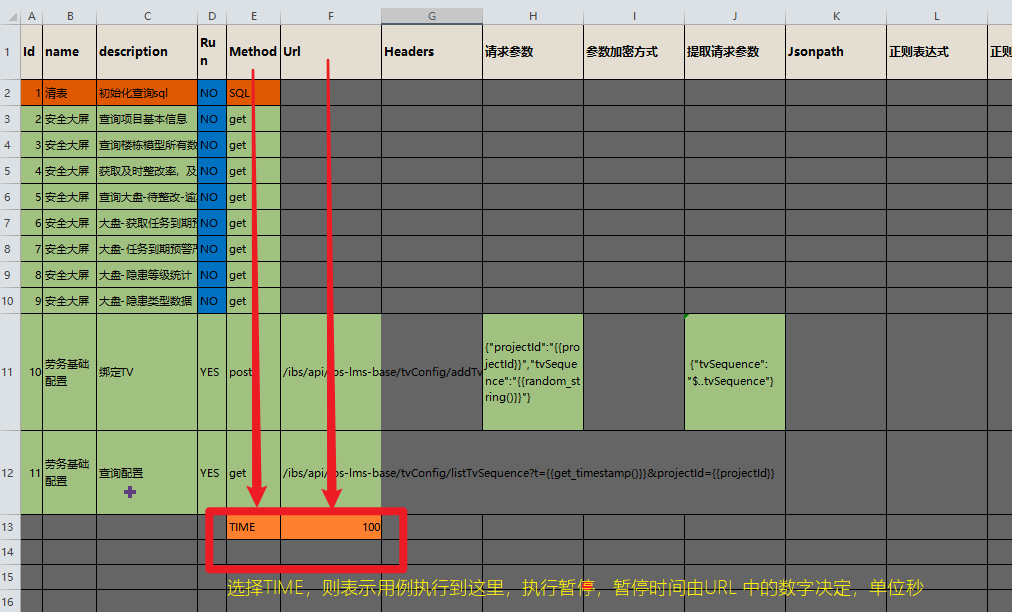 A B C D E F G H I J K L
1 Id name description Run Method Url Headers 请求参数 参数加密方式 提取请求参数 Jsonpath 正则表达式 正则
2 1 清表 初始化查询sql NO SQL
3 2 安全大屏 查询项目基本信息 NO get
4 3 安全大屏 查询楼栋模型所有数 NO get
5 4 安全大屏 获取及时整改率，及 NO get
6 5 安全大屏 查询大盘-待整改-逾 NO get
7 6 安全大屏 大盘-获取任务到期预 NO get
8 7 安全大屏 大盘-任务到期预警 NO get
9 8 安全大屏 大盘-隐患等级统计 NO get
10 9 安全大屏 大盘-隐患类型数据 NO get
11 10 劳务基础配置 绑定TV YES post /ibs/api/ibs-lms-base/tvConfig/addTv {"projectId":"{{projectId}}","tvSequence":"{{random_string()}}"} {"tvSequence":"$..tvSequence"}
12 11 劳务基础配置 查询配置 YES get /ibs/api/ibs-lms-base/tvConfig/listTvSequence?t={{get_timestamp()}}&projectId={{projectId}}
13 TIME 100
14
15
选择TIME，则表示用例执行到这里，执行暂停，暂停时间由URL 中的数字决定，单位秒
16